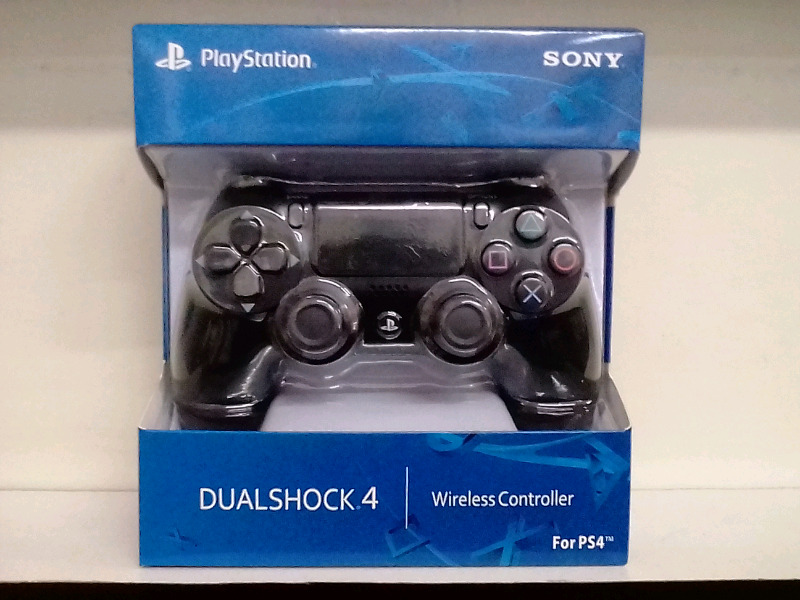 PlayStation®
SONY
DUALSHOCK®4
Wireless Controller
For PS4™